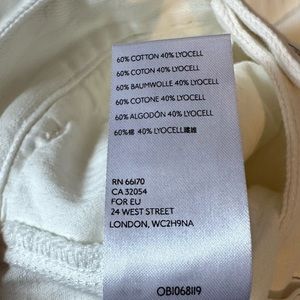 60% COTTON 40% LYOCELL
60% COTON 40% LYOCELL
60% BAUMWOLLE 40% LYOCELL
60% COTONE 40% LYOCELL
60% ALGODÓN 40% LYOCELL
60%棉 40% LYOCELL纖維
RN 66170
CA 32054
FOR EU
24 WEST STREET
LONDON, WC2H9NA
OB1068119